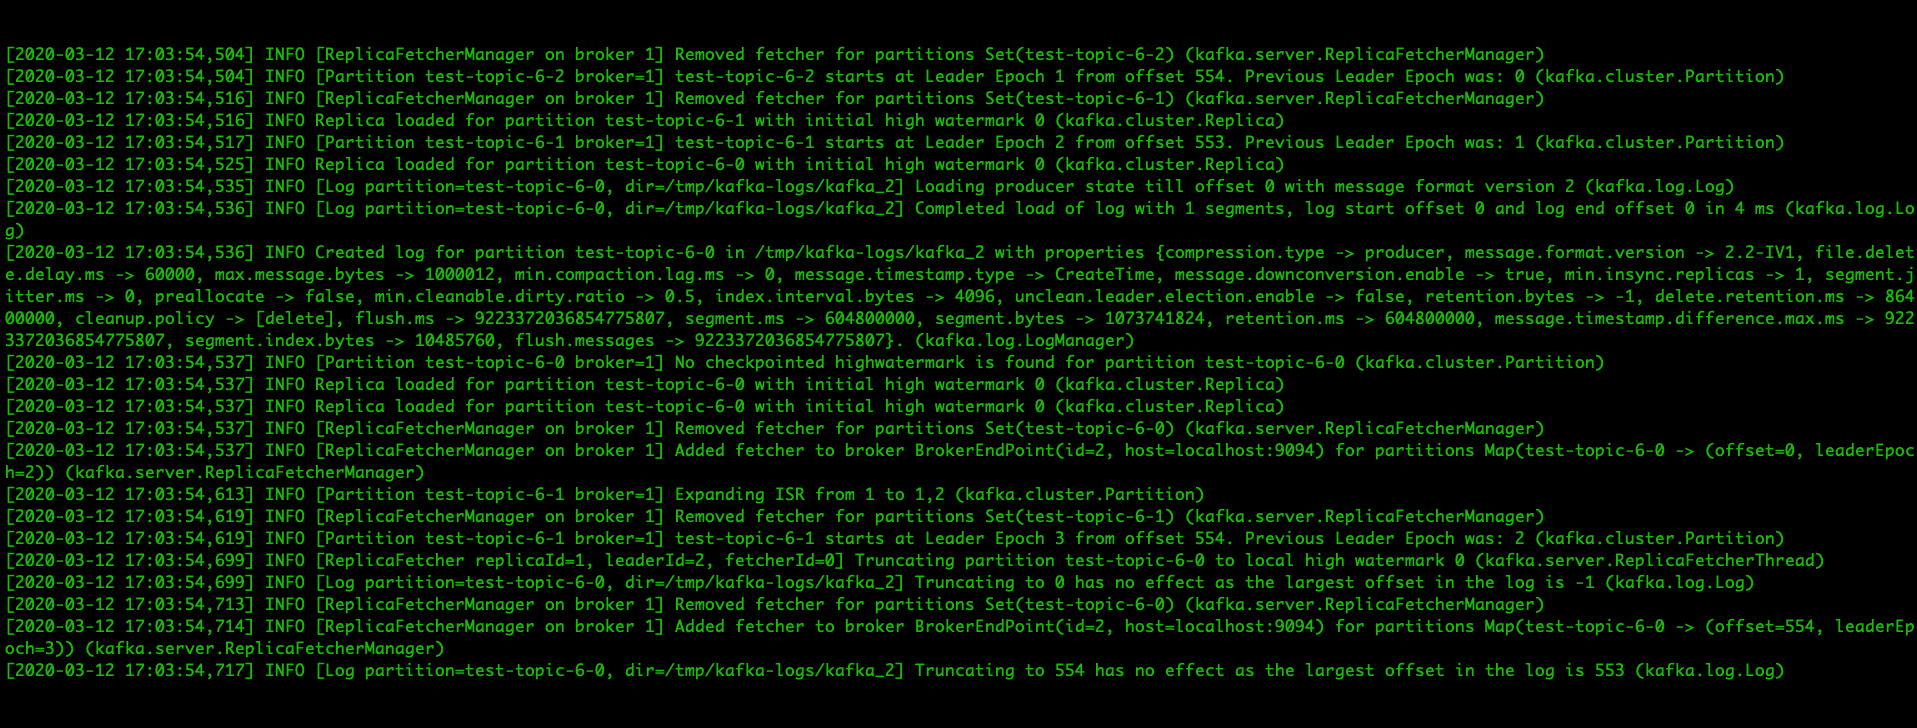 [2020-03-12 17:03:54,504] INFO [ReplicaFetcherManager on broker 1] Removed fetcher for partitions Set(test-topic-6-2) (kafka.server.ReplicaFetcherManager)
[2020-03-12 17:03:54,504] INFO [Partition test-topic-6-2 broker=1] test-topic-6-2 starts at Leader Epoch 1 from offset 554. Previous Leader Epoch was: 0 (kafka.cluster.Partition)
[2020-03-12 17:03:54,516] INFO [ReplicaFetcherManager on broker 1] Removed fetcher for partitions Set(test-topic-6-1) (kafka.server.ReplicaFetcherManager)
[2020-03-12 17:03:54,516] INFO Replica loaded for partition test-topic-6-1 with initial high watermark 0 (kafka.cluster.Replica)
[2020-03-12 17:03:54,517] INFO [Partition test-topic-6-1 broker=1] test-topic-6-1 starts at Leader Epoch 2 from offset 553. Previous Leader Epoch was: 1 (kafka.cluster.Partition)
[2020-03-12 17:03:54,525] INFO Replica loaded for partition test-topic-6-0 with initial high watermark 0 (kafka.cluster.Replica)
[2020-03-12 17:03:54,535] INFO [Log partition=test-topic-6-0, dir=/tmp/kafka-logs/kafka_2] Loading producer state till offset 0 with message format version 2 (kafka.log.Log)
[2020-03-12 17:03:54,536] INFO [Log partition=test-topic-6-0, dir=/tmp/kafka-logs/kafka_2] Completed load of log with 1 segments, log start offset 0 and log end offset 0 in 4 ms (kafka.log.Lo
g)
[2020-03-12 17:03:54,536] INFO Created log for partition test-topic-6-0 in /tmp/kafka-logs/kafka_2 with properties {compression.type -> producer, message.format.version -> 2.2-IV1, file.delet
e.delay.ms -> 60000, max.message.bytes -> 1000012, min.compaction.lag.ms -> 0, message.timestamp.type -> CreateTime, message.downconversion.enable -> true, min.insync.replicas -> 1, segment.j
itter.ms -> 0, preallocate -> false, min.cleanable.dirty.ratio -> 0.5, index.interval.bytes -> 4096, unclean.leader.election.enable -> false, retention.bytes -> -1, delete.retention.ms -> 864
00000, cleanup.policy -> [delete], flush.ms -> 9223372036854775807, segment.ms -> 604800000, segment.bytes -> 1073741824, retention.ms -> 604800000, message.timestamp.difference.max.ms -> 922
3372036854775807, segment.index.bytes -> 10485760, flush.messages -> 9223372036854775807}. (kafka.log.LogManager)
[2020-03-12 17:03:54,537] INFO [Partition test-topic-6-0 broker=1] No checkpointed highwatermark is found for partition test-topic-6-0 (kafka.cluster.Partition)
[2020-03-12 17:03:54,537] INFO Replica loaded for partition test-topic-6-0 with initial high watermark 0 (kafka.cluster.Replica)
[2020-03-12 17:03:54,537] INFO Replica loaded for partition test-topic-6-0 with initial high watermark 0 (kafka.cluster.Replica)
[2020-03-12 17:03:54,537] INFO [ReplicaFetcherManager on broker 1] Removed fetcher for partitions Set(test-topic-6-0) (kafka.server.ReplicaFetcherManager)
[2020-03-12 17:03:54,537] INFO [ReplicaFetcherManager on broker 1] Added fetcher to broker BrokerEndPoint(id=2, host=localhost:9094) for partitions Map(test-topic-6-0 -> (offset=0, leaderEpoc
h=2)) (kafka.server.ReplicaFetcherManager)
[2020-03-12 17:03:54,613] INFO [Partition test-topic-6-1 broker=1] Expanding ISR from 1 to 1,2 (kafka.cluster.Partition)
[2020-03-12 17:03:54,619] INFO [ReplicaFetcherManager on broker 1] Removed fetcher for partitions Set(test-topic-6-1) (kafka.server.ReplicaFetcherManager)
[2020-03-12 17:03:54,619] INFO [Partition test-topic-6-1 broker=1] test-topic-6-1 starts at Leader Epoch 3 from offset 554. Previous Leader Epoch was: 2 (kafka.cluster.Partition)
[2020-03-12 17:03:54,699] INFO [ReplicaFetcher replicaId=1, leaderId=2, fetcherId=0] Truncating partition test-topic-6-0 to local high watermark 0 (kafka.server.ReplicaFetcherThread)
[2020-03-12 17:03:54,699] INFO [Log partition=test-topic-6-0, dir=/tmp/kafka-logs/kafka_2] Truncating to 0 has no effect as the largest offset in the log is -1 (kafka.log.Log)
[2020-03-12 17:03:54,713] INFO [ReplicaFetcherManager on broker 1] Removed fetcher for partitions Set(test-topic-6-0) (kafka.server.ReplicaFetcherManager)
[2020-03-12 17:03:54,714] INFO [ReplicaFetcherManager on broker 1] Added fetcher to broker BrokerEndPoint(id=2, host=localhost:9094) for partitions Map(test-topic-6-0 -> (offset=554, leaderEp
och=3)) (kafka.server.ReplicaFetcherManager)
[2020-03-12 17:03:54,717] INFO [Log partition=test-topic-6-0, dir=/tmp/kafka-logs/kafka_2] Truncating to 554 has no effect as the largest offset in the log is 553 (kafka.log.Log)